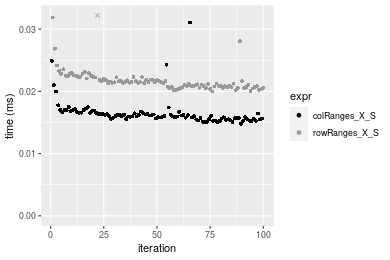 0.03
0.02
0.01
0.00
time (ms)
0
25
50
75
100
iteration
expr
colRanges_X_S
rowRanges_X_S